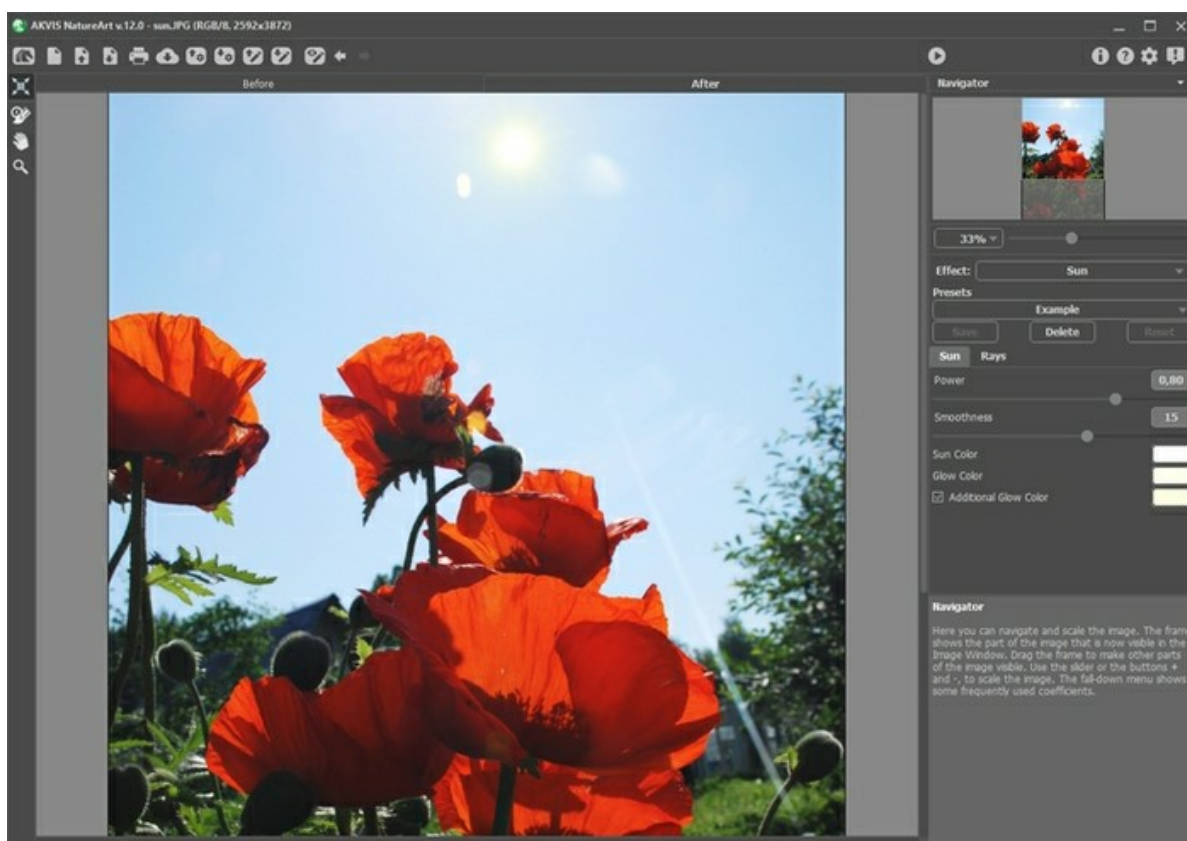 AKVIS NatureArt v.12.0 - sun.JPG (RGB/8, 2592x3872)
Before
After
Navigator
33%
Effect: Sun
Presets
Example
Save Delete Reset
Sun Rays
Power 0,80
Smoothness 15
Sun Color
Glow Color
Additional Glow Color
Navigator
Here you can navigate and scale the image. The frame
shows the part of the image that is now visible in the
Image Window. Drag the frame to make other parts
of the image visible. Use the slider or the buttons +
and -, to scale the image. The fall-down menu shows
some frequently used coefficients.